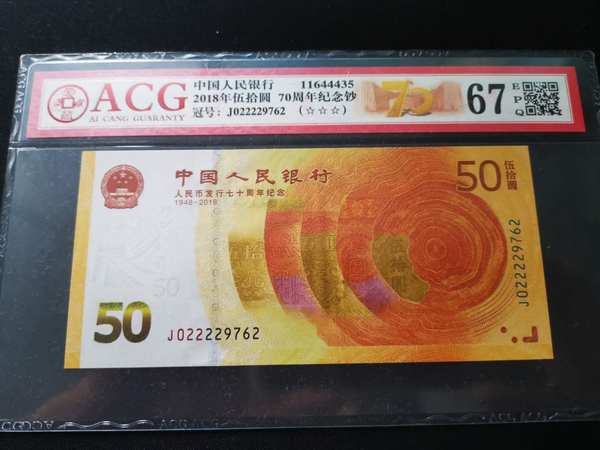 ACG
AI CANG GUARANTY
中国人民银行 11644435
2018年伍拾圆 70周年纪念钞
冠号: J022229762 (☆☆☆)
70
67
EPQ
中国人民银行
人民币发行七十周年纪念
1948-2018
50
伍拾圆
50
50
J022229762
J022229762